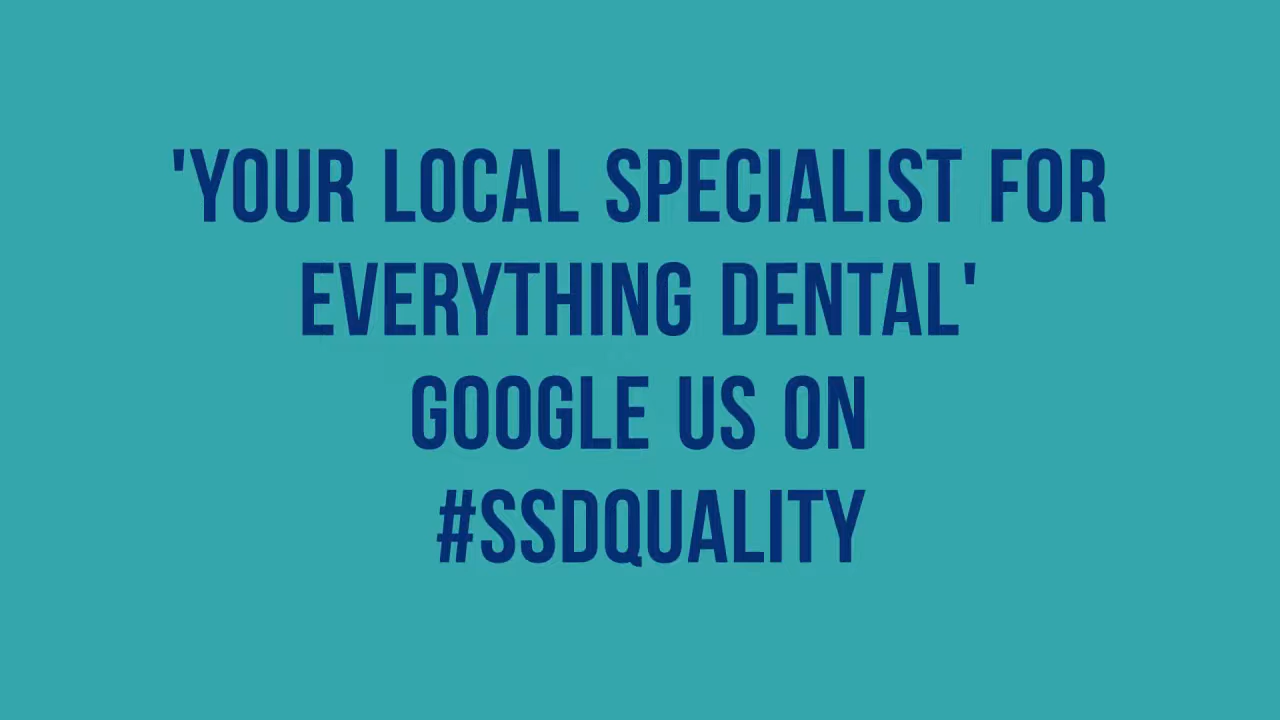 'YOUR LOCAL SPECIALIST FOR
EVERYTHING DENTAL'
GOOGLE US ON
#SSDQUALITY